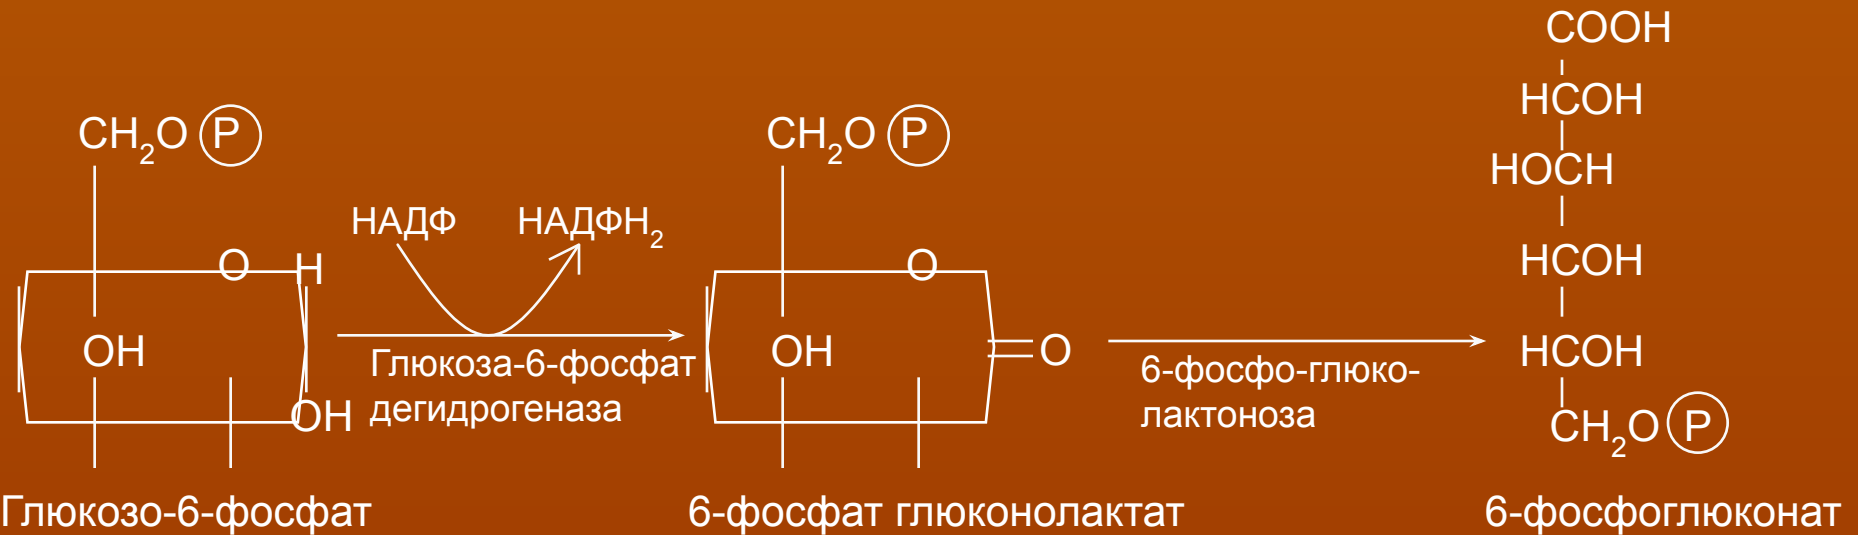 CH₂O P
O H
OH
OH
Глюкозо-6-фосфат
НАДФ НАДФН₂
Глюкоза-6-фосфат
дегидрогеназа
CH₂O P
O
OH
O
6-фосфат глюконолактат
6-фосфо-глюко-
лактоноза
COOH
HCOH
HOCH
HCOH
HCOH
CH₂O P
6-фосфоглюконат